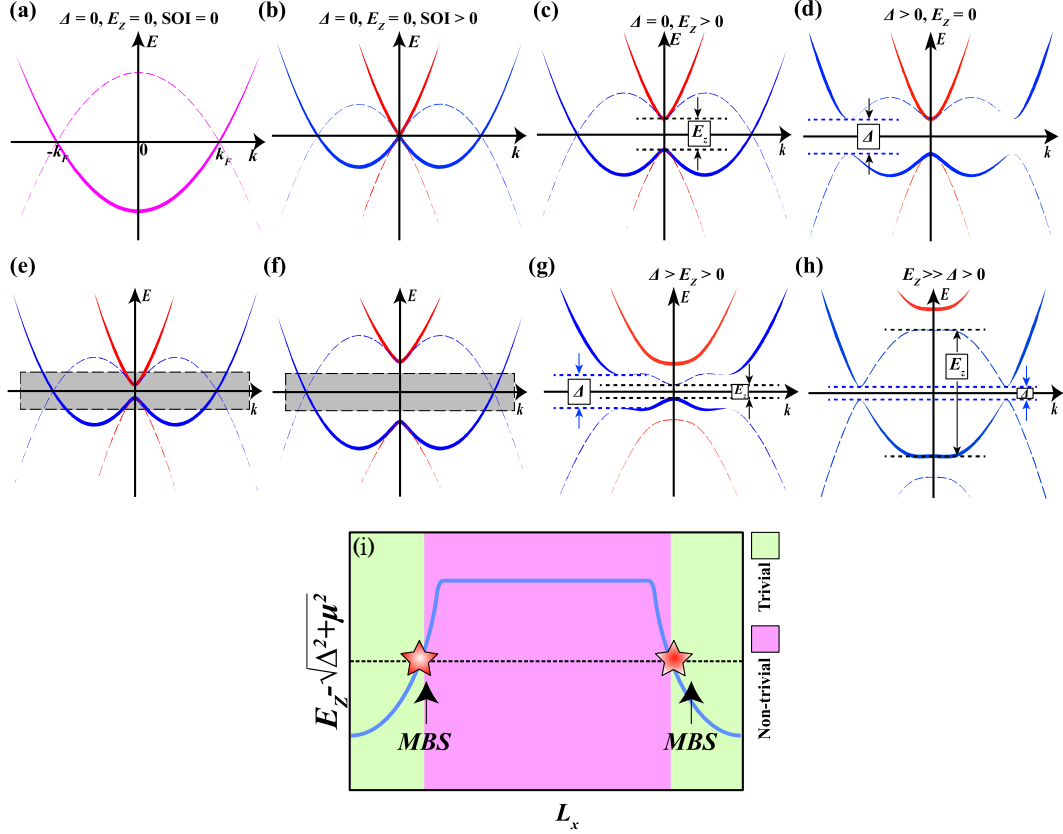 (a)
Δ = 0, E_Z = 0, SOI = 0
E
-k_F
0
k_F
k
(b)
Δ = 0, E_Z = 0, SOI > 0
E
k
(c)
Δ = 0, E_Z > 0
E
E_z
k
(d)
Δ > 0, E_Z = 0
E
Δ
k
(e)
E
k
(f)
E
k
(g)
Δ > E_Z > 0
E
Δ
E_z
k
(h)
E_Z >> Δ > 0
E
E_z
Δ
k
(i)
E_Z-√Δ²+μ²
MBS
MBS
L_x
Trivial
Non-trivial